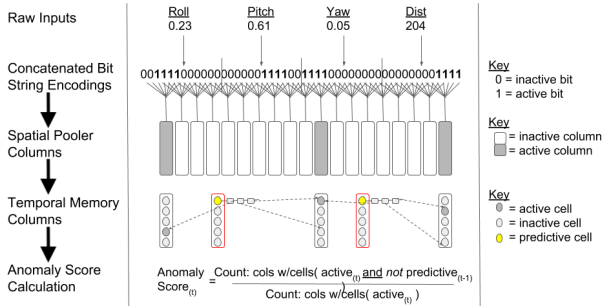 Raw Inputs
Roll Pitch Yaw Dist
0.23 0.61 0.05 204
Concatenated Bit
String Encodings
001111000000000000011110011110000000000000000001111
Spatial Pooler
Columns
Temporal Memory
Columns
Anomaly Score
Calculation
Anomaly
Score(t)
=
Count: cols w/cells( active(t) and not predictive(t-1)
)
Count: cols w/cells( active(t) )
Key
0 = inactive bit
1 = active bit
Key
= inactive column
= active column
Key
= active cell
= inactive cell
= predictive cell